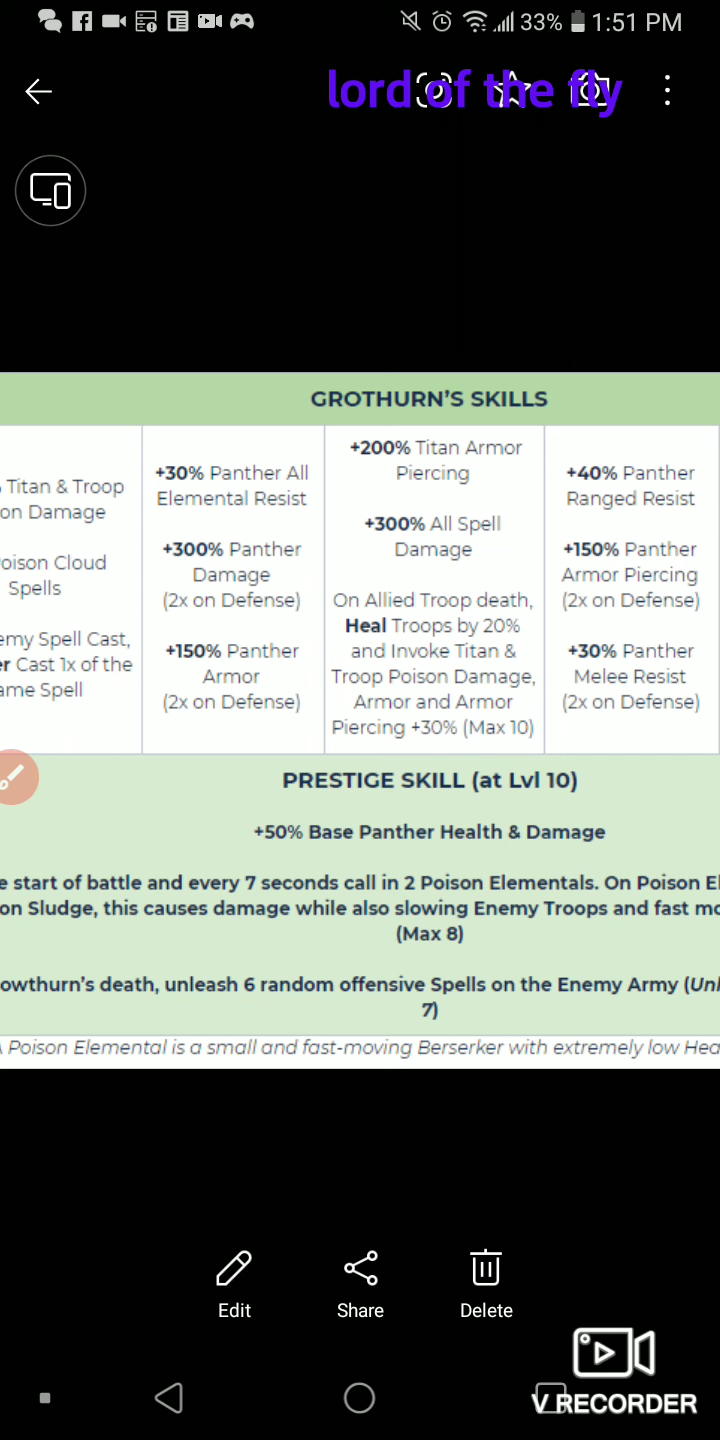 33% 1:51 PM
lord of the fly
GROTHURN'S SKILLS
Titan & Troop
on Damage
oison Cloud
Spells
emy Spell Cast,
er Cast 1x of the
ame Spell
+30% Panther All
Elemental Resist
+300% Panther
Damage
(2x on Defense)
+150% Panther
Armor
(2x on Defense)
+200% Titan Armor
Piercing
+300% All Spell
Damage
On Allied Troop death,
Heal Troops by 20%
and Invoke Titan &
Troop Poison Damage,
Armor and Armor
Piercing +30% (Max 10)
+40% Panther
Ranged Resist
+150% Panther
Armor Piercing
(2x on Defense)
+30% Panther
Melee Resist
(2x on Defense)
PRESTIGE SKILL (at Lvl 10)
+50% Base Panther Health & Damage
e start of battle and every 7 seconds call in 2 Poison Elementals. On Poison El
on Sludge, this causes damage while also slowing Enemy Troops and fast mo
(Max 8)
owthurn's death, unleash 6 random offensive Spells on the Enemy Army (Unl
7)
A Poison Elemental is a small and fast-moving Berserker with extremely low Hea
Edit Share Delete
V RECORDER